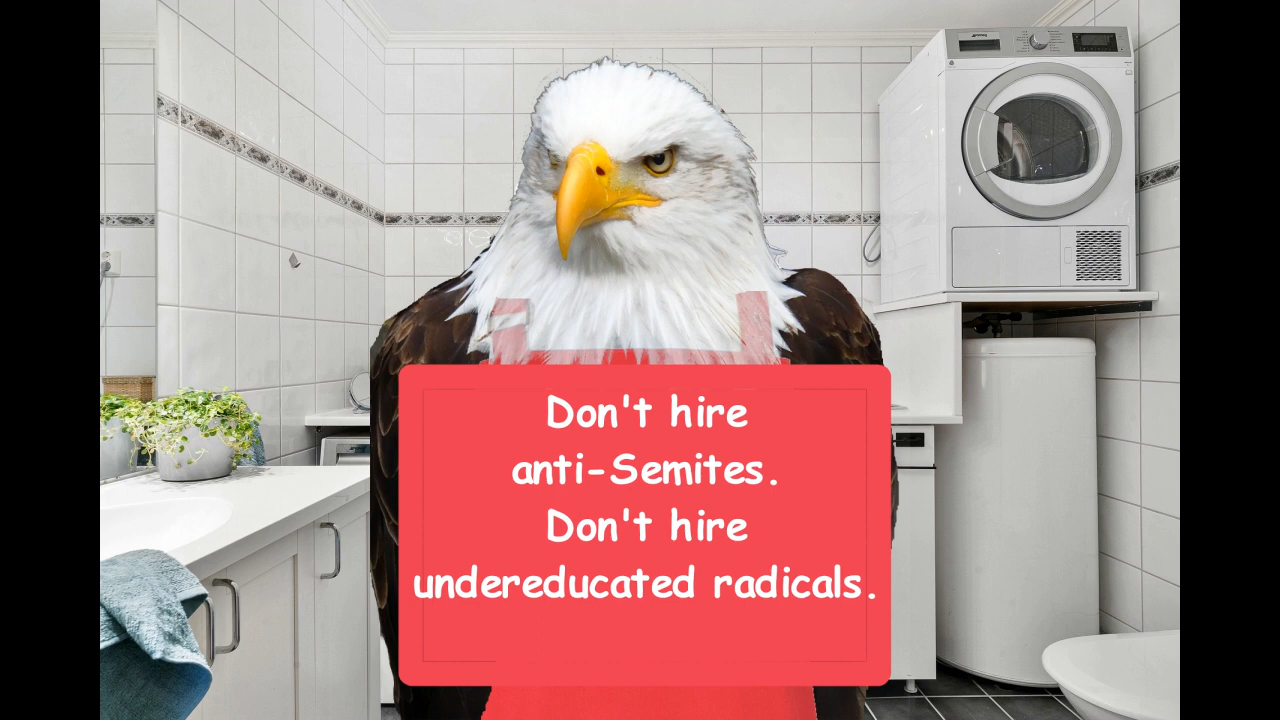 Don't hire
anti-Semites.
Don't hire
undereducated radicals.